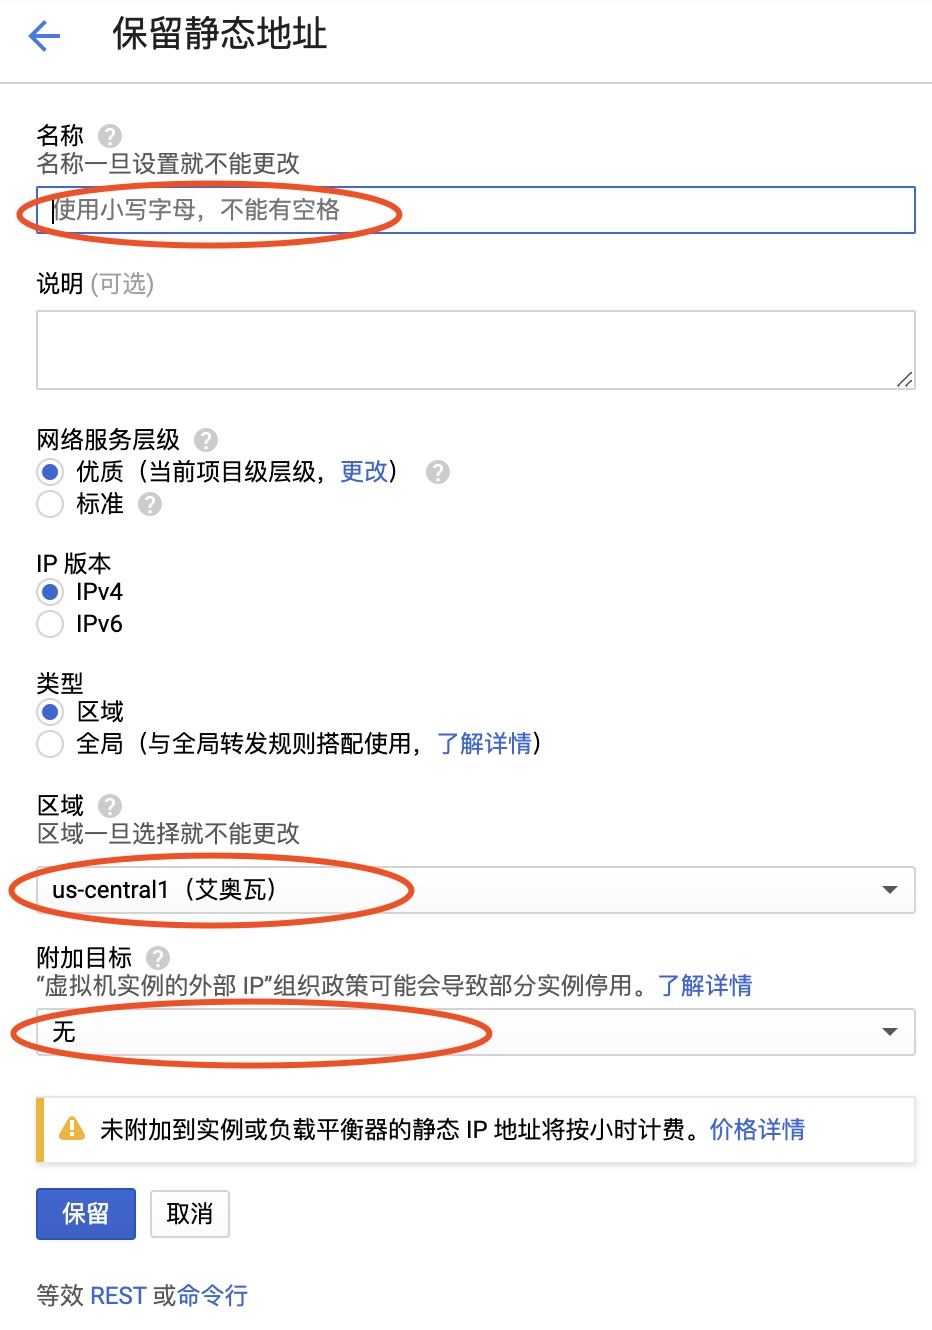 保留静态地址
名称
名称一旦设置就不能更改
使用小写字母，不能有空格
说明 (可选)
网络服务层级
优质（当前项目级层级，更改）
标准
IP 版本
IPv4
IPv6
类型
区域
全局（与全局转发规则搭配使用，了解详情）
区域
区域一旦选择就不能更改
us-central1（艾奥瓦）
附加目标
“虚拟机实例的外部 IP”组织政策可能会导致部分实例停用。了解详情
无
未附加到实例或负载平衡器的静态 IP 地址将按小时计费。价格详情
保留 取消
等效 REST 或命令行